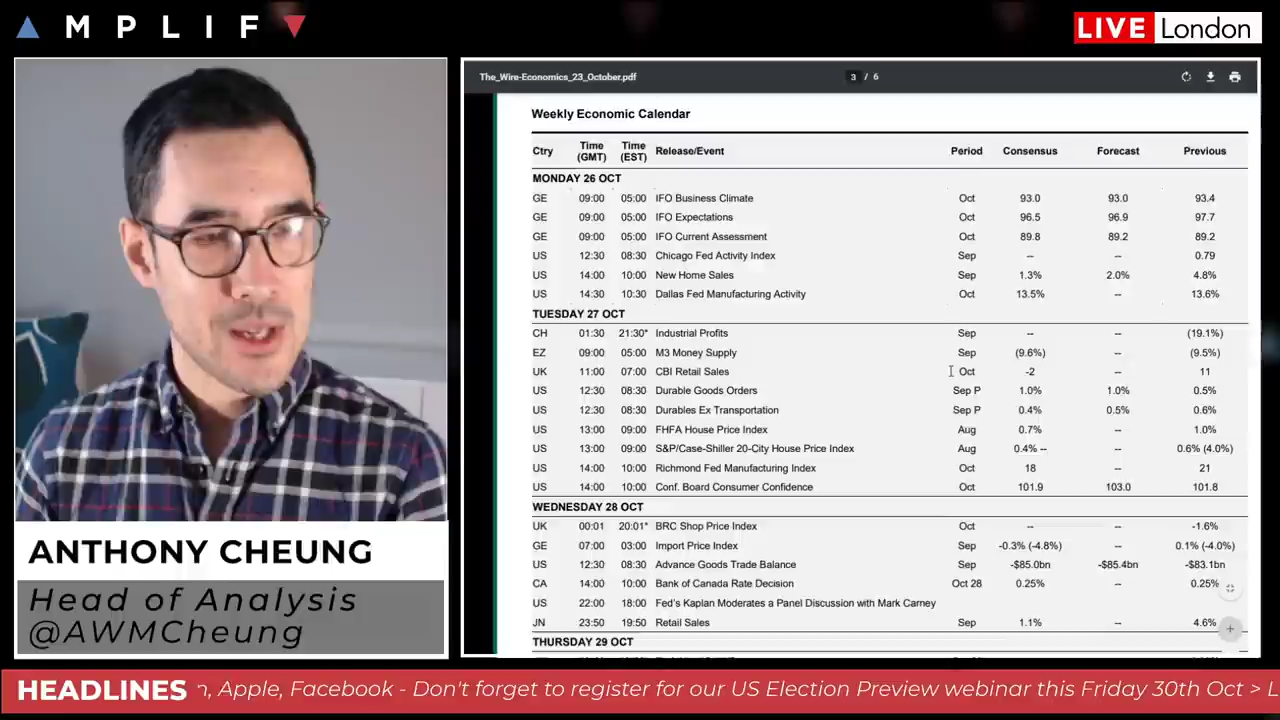 AMPLIFY
LIVE London
The_Wire-Economics_23_October.pdf
3 / 6
Weekly Economic Calendar
Ctry Time (GMT) Time (EST) Release/Event Period Consensus Forecast Previous
MONDAY 26 OCT
GE 09:00 05:00 IFO Business Climate Oct 93.0 93.0 93.4
GE 09:00 05:00 IFO Expectations Oct 96.5 96.9 97.7
GE 09:00 05:00 IFO Current Assessment Oct 89.8 89.2 89.2
US 12:30 08:30 Chicago Fed Activity Index Sep -- -- 0.79
US 14:00 10:00 New Home Sales Sep 1.3% 2.0% 4.8%
US 14:30 10:30 Dallas Fed Manufacturing Activity Oct 13.5% -- 13.6%
TUESDAY 27 OCT
CH 01:30 21:30* Industrial Profits Sep -- -- (19.1%)
EZ 09:00 05:00 M3 Money Supply Sep (9.6%) -- (9.5%)
UK 11:00 07:00 CBI Retail Sales Oct -2 -- 11
US 12:30 08:30 Durable Goods Orders Sep P 1.0% 1.0% 0.5%
US 12:30 08:30 Durables Ex Transportation Sep P 0.4% 0.5% 0.6%
US 13:00 09:00 FHFA House Price Index Aug 0.7% -- 1.0%
US 13:00 09:00 S&P/Case-Shiller 20-City House Price Index Aug 0.4% -- -- 0.6% (4.0%)
US 14:00 10:00 Richmond Fed Manufacturing Index Oct 18 -- 21
US 14:00 10:00 Conf. Board Consumer Confidence Oct 101.9 103.0 101.8
WEDNESDAY 28 OCT
UK 00:01 20:01* BRC Shop Price Index Oct -- -- -1.6%
GE 07:00 03:00 Import Price Index Sep -0.3% (-4.8%) -- 0.1% (-4.0%)
US 12:30 08:30 Advance Goods Trade Balance Sep -$85.0bn -$85.4bn -$83.1bn
CA 14:00 10:00 Bank of Canada Rate Decision Oct 28 0.25% -- 0.25%
US 22:00 18:00 Fed's Kaplan Moderates a Panel Discussion with Mark Carney
JN 23:50 19:50 Retail Sales Sep 1.1% -- 4.6%
THURSDAY 29 OCT
ANTHONY CHEUNG
Head of Analysis
@AWMCheung
HEADLINES
, Apple, Facebook - Don't forget to register for our US Election Preview webinar this Friday 30th Oct >